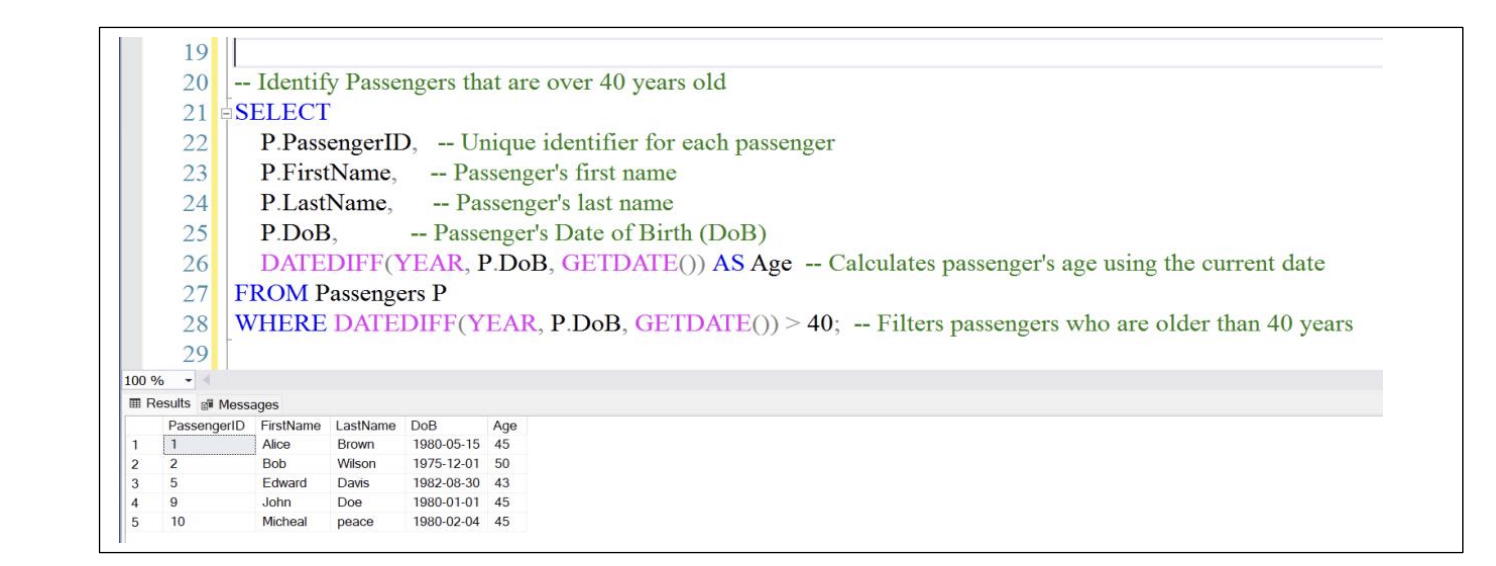 19
20 -- Identify Passengers that are over 40 years old
21 SELECT
22 P.PassengerID, -- Unique identifier for each passenger
23 P.FirstName, -- Passenger's first name
24 P.LastName, -- Passenger's last name
25 P.DoB, -- Passenger's Date of Birth (DoB)
26 DATEDIFF(YEAR, P.DoB, GETDATE()) AS Age -- Calculates passenger's age using the current date
27 FROM Passengers P
28 WHERE DATEDIFF(YEAR, P.DoB, GETDATE()) > 40; -- Filters passengers who are older than 40 years
29
100 %
Results Messages
PassengerID FirstName LastName DoB Age
1 1 Alice Brown 1980-05-15 45
2 2 Bob Wilson 1975-12-01 50
3 5 Edward Davis 1982-08-30 43
4 9 John Doe 1980-01-01 45
5 10 Micheal peace 1980-02-04 45